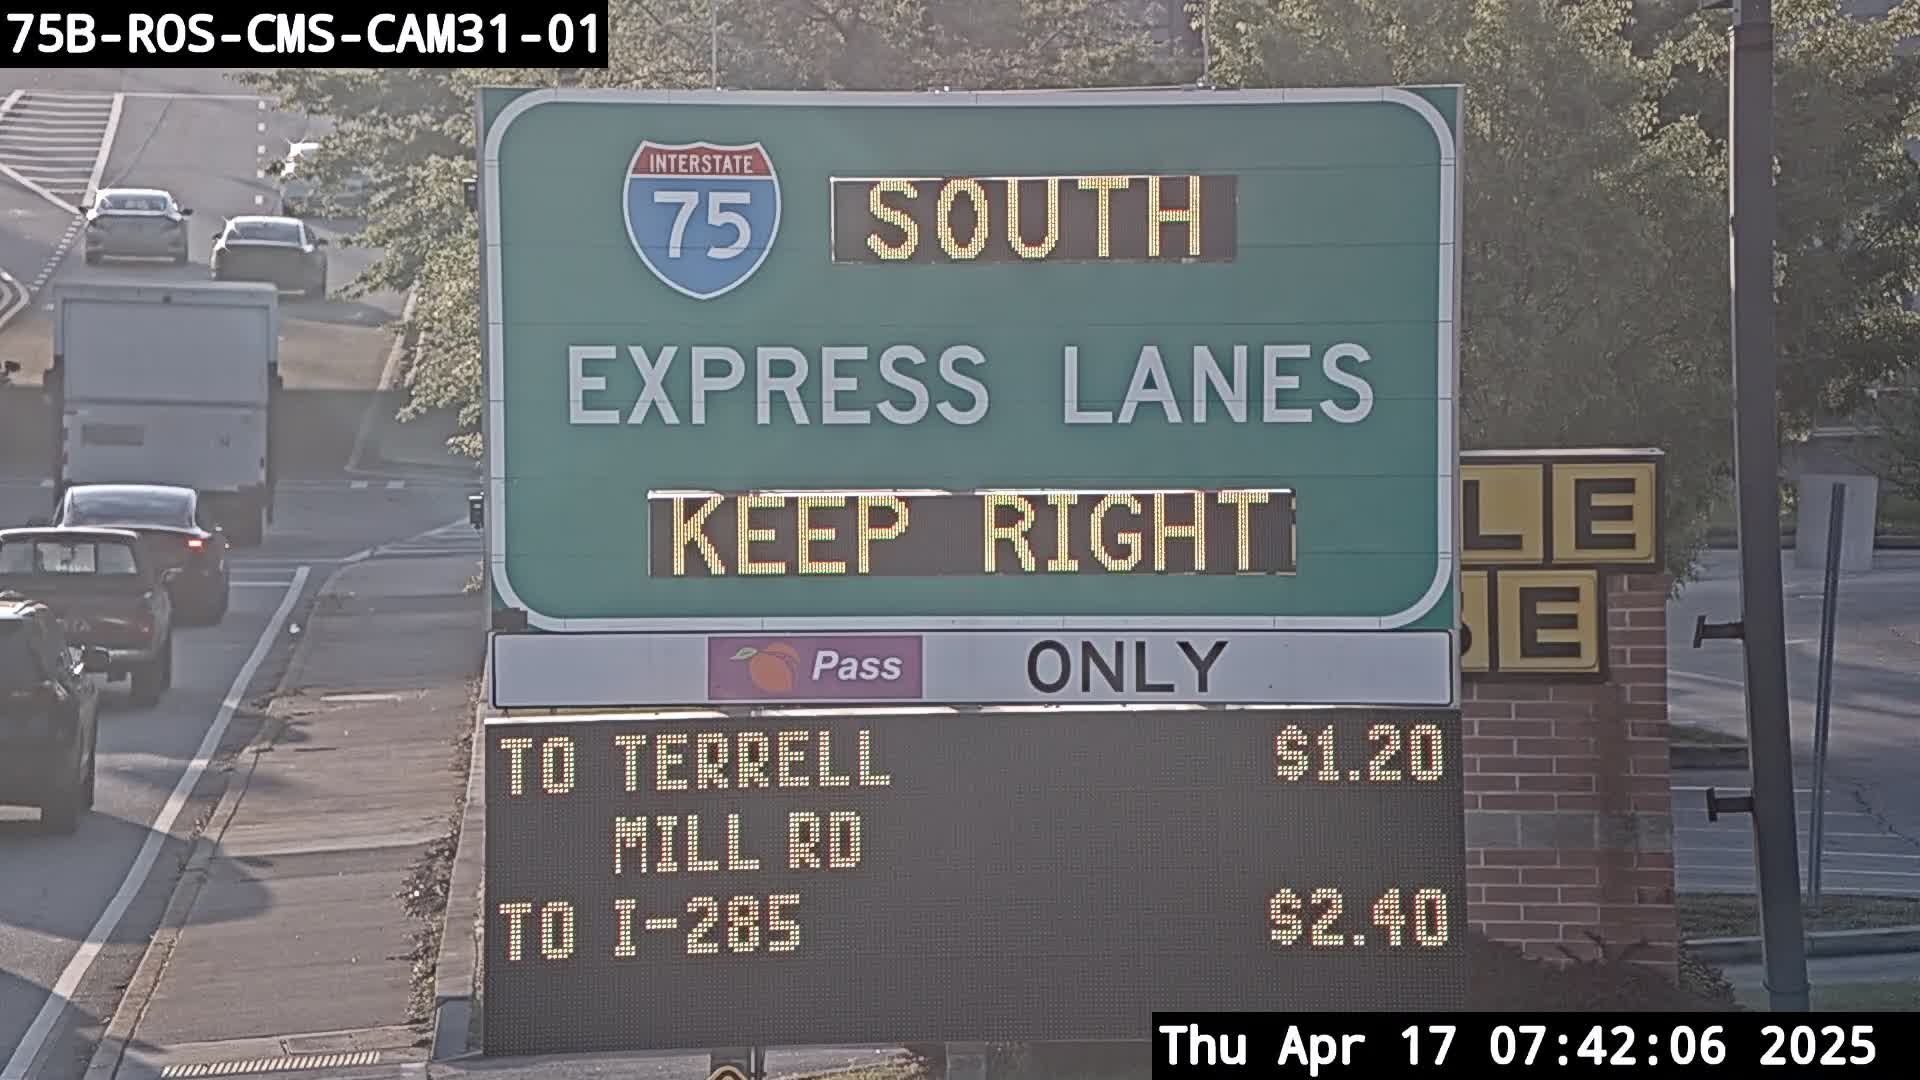 75B-ROS-CMS-CAM31-01
INTERSTATE
75
SOUTH
EXPRESS LANES
KEEP RIGHT
Pass ONLY
TO TERRELL $1.20
MILL RD
TO I-285 $2.40
LE
E
Thu Apr 17 07:42:06 2025